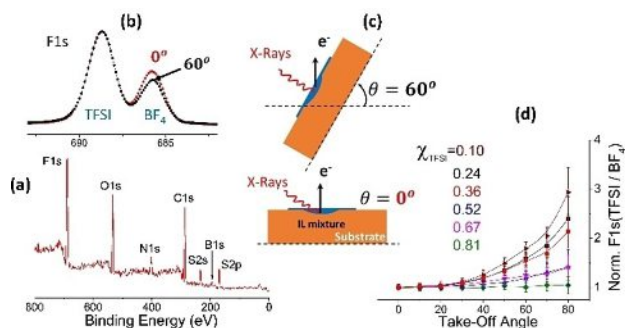 (b)
F1s
0°
60°
TFSI
BF4
690
685
(a)
F1s
O1s
C1s
N1s
B1s
S2s
S2p
800
600
400
200
0
Binding Energy (eV)
(c)
X-Rays
e-
θ = 60°
X-Rays
e-
θ = 0°
IL mixture
Substrate
(d)
χTFSI=0.10
0.24
0.36
0.52
0.67
0.81
4
3
2
1
Norm. F1s(TFSI / BF4)
0
20
40
60
80
Take-Off Angle